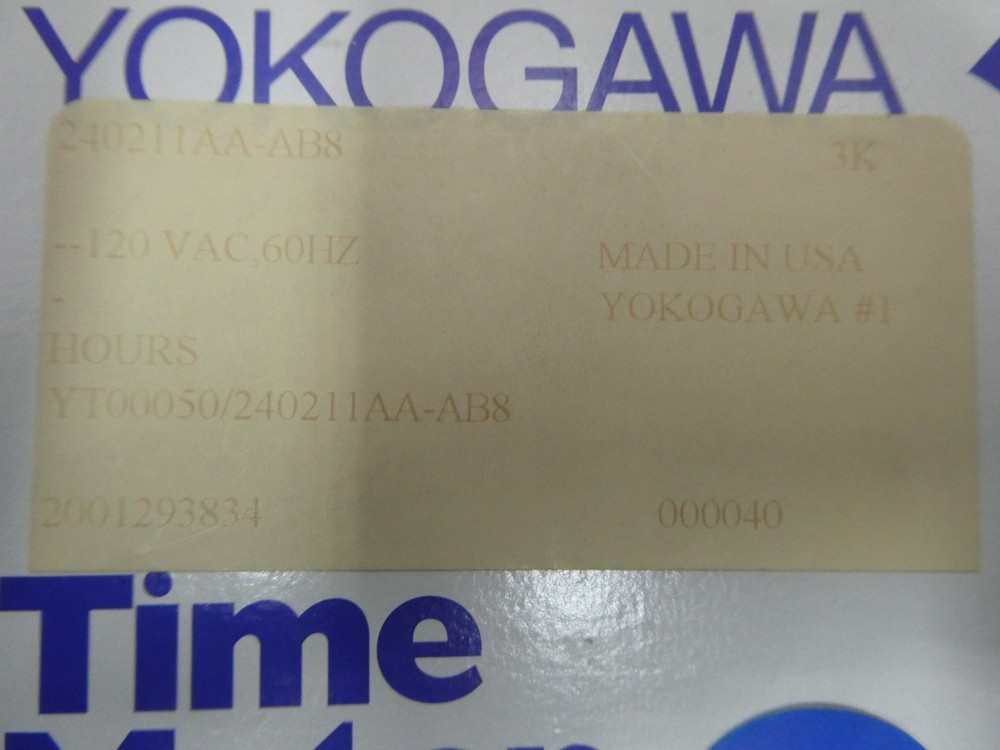 YOKOGAWA
240211AA-AB8 3K
--120 VAC,60HZ MADE IN USA
- YOKOGAWA #1
HOURS
YT00050/240211AA-AB8
2001293834 000040
Time